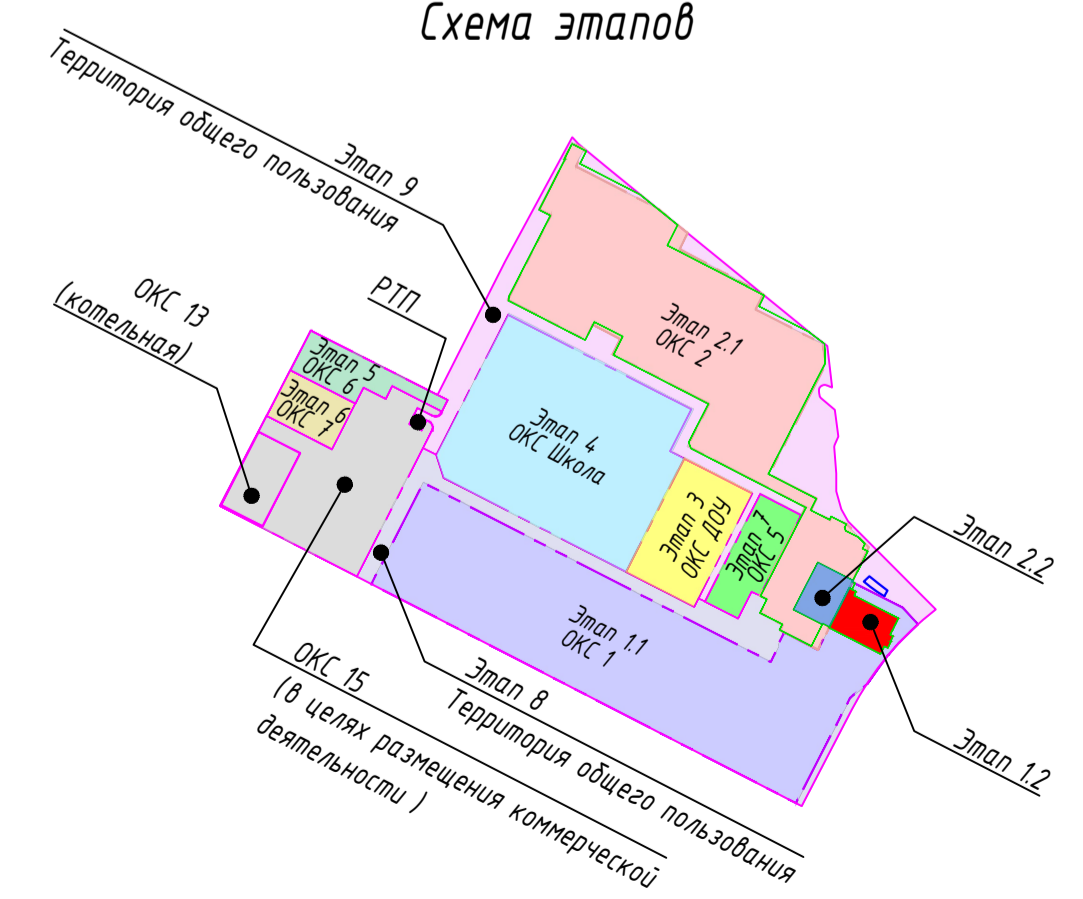 Схема этапов
Этап 9
Территория общего пользования
РТП
ОКС 13
(котельная)
Этап 2.1
ОКС 2
Этап 5
ОКС 6
Этап 6
ОКС 7
Этап 4
ОКС Школа
Этап 3
ОКС ДОУ
Этап 7
ОКС 5
Этап 2.2
Этап 1.1
ОКС 1
Этап 1.2
Этап 8
Территория общего пользования
ОКС 15
(в целях размещения коммерческой
деятельности )